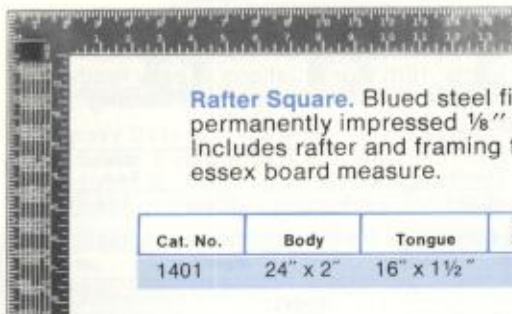 Rafter Square. Blued steel fi
permanently impressed 1/8″
Includes rafter and framing
essex board measure.
Cat. No. Body Tongue
1401 24″ x 2″ 16″ x 1½″